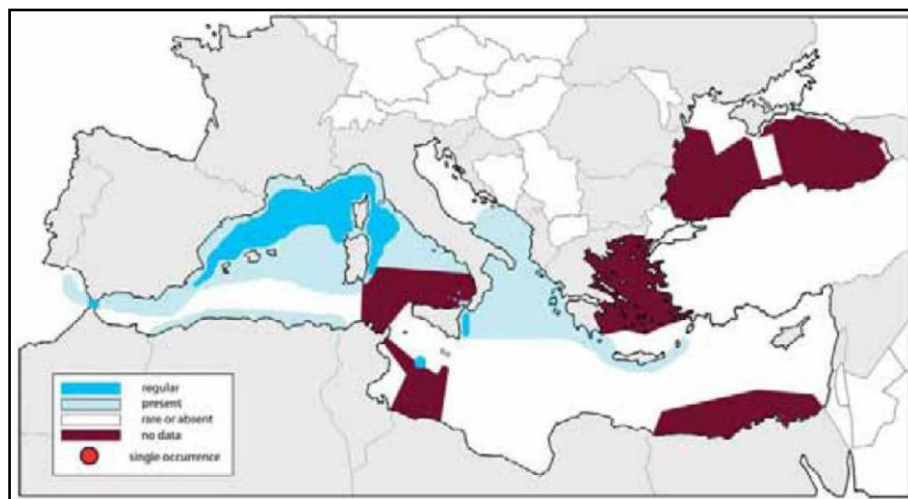 regular
present
rare or absent
no data
single occurrence